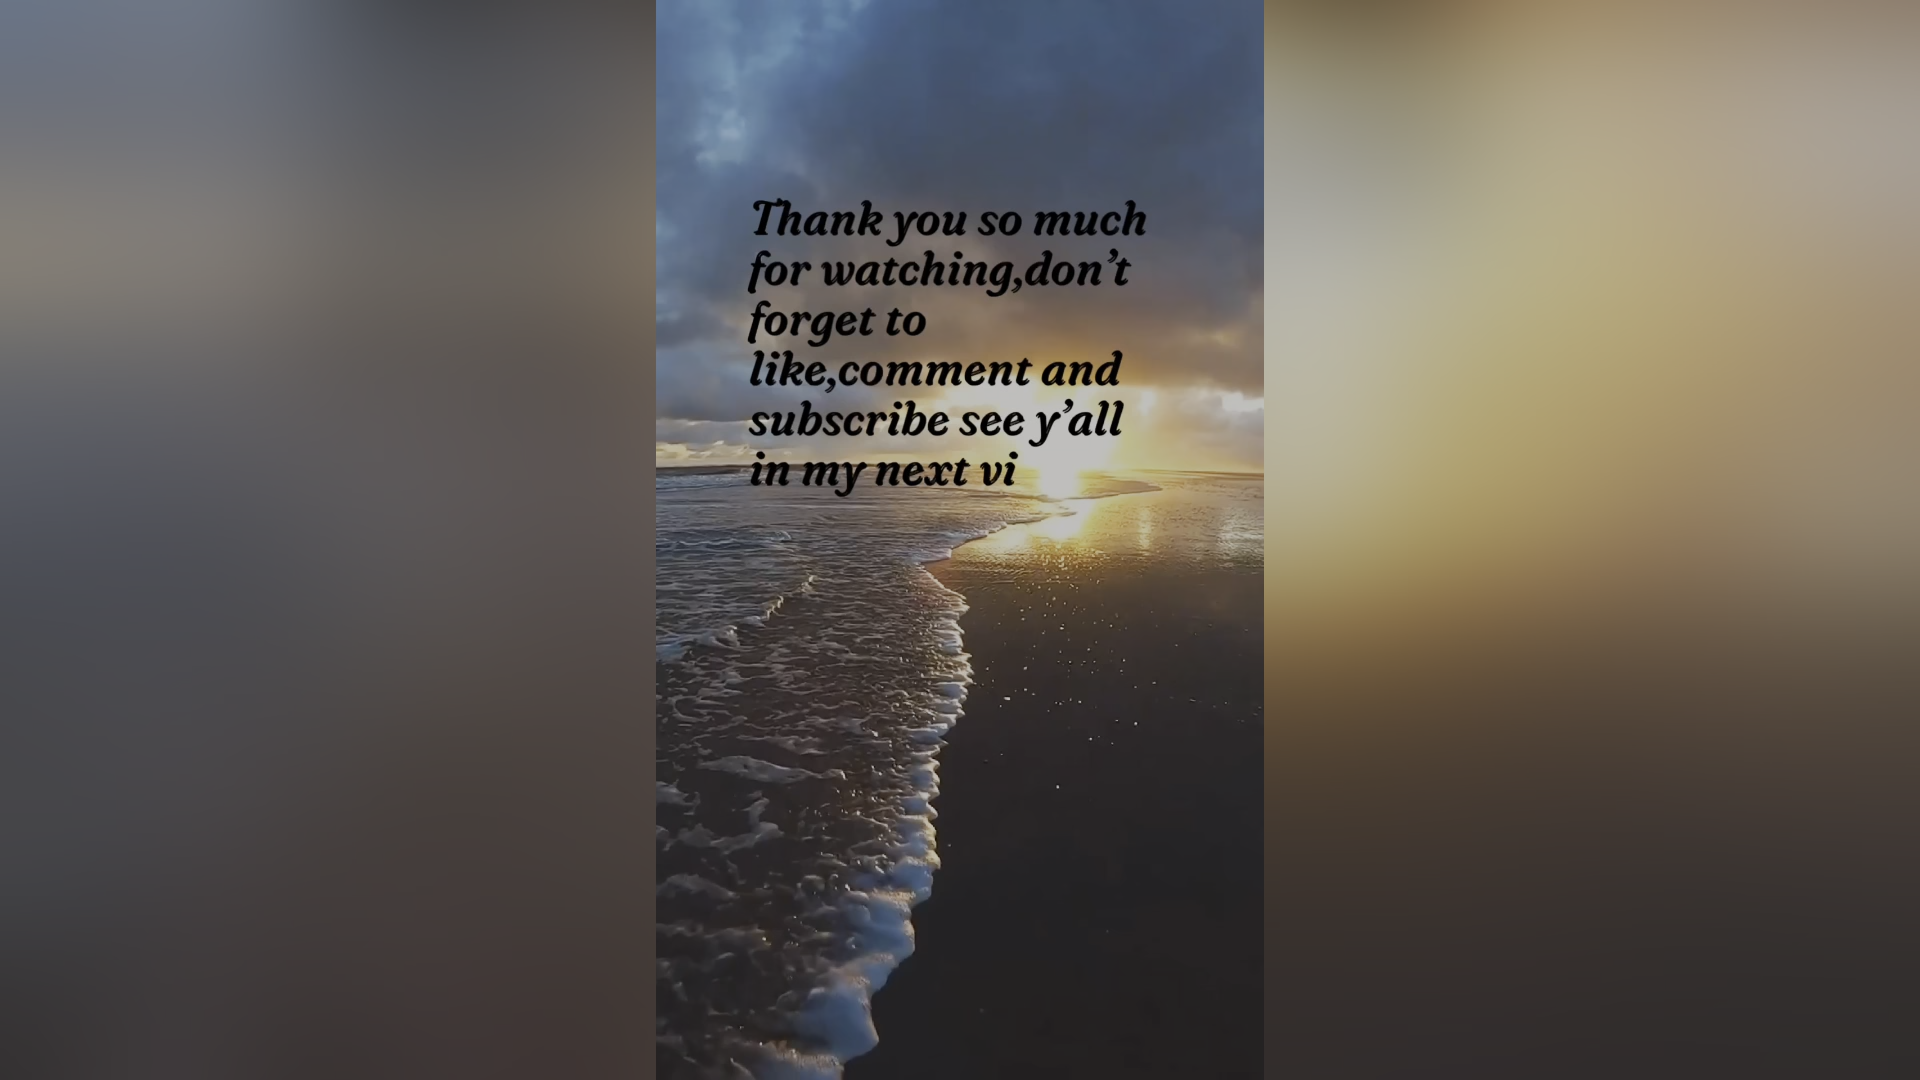 Thank you so much
for watching,don’t
forget to
like,comment and
subscribe see y’all
in my next vi